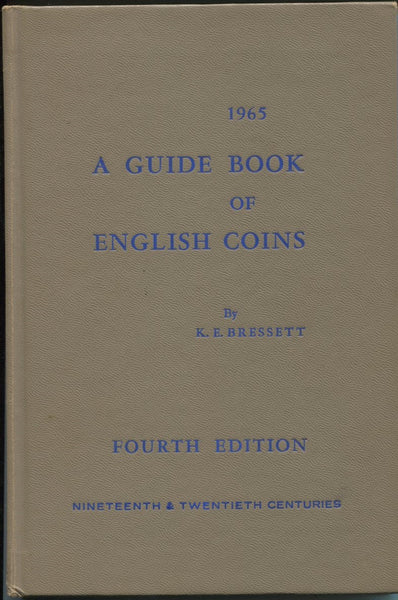 1965
A GUIDE BOOK
OF
ENGLISH COINS
By
K. E. BRESSETT
FOURTH EDITION
NINETEENTH & TWENTIETH CENTURIES